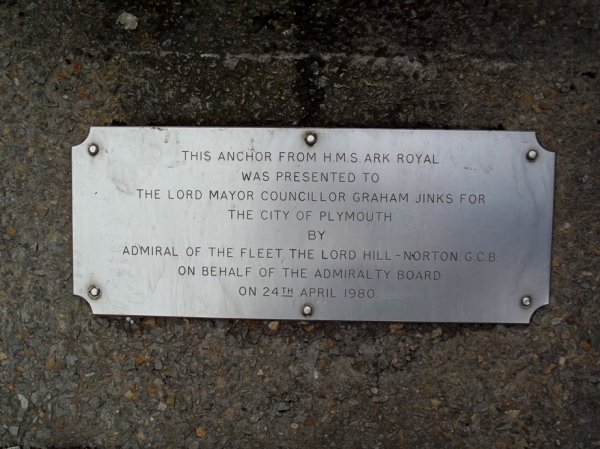 THIS ANCHOR FROM H.M.S. ARK ROYAL
WAS PRESENTED TO
THE LORD MAYOR COUNCILLOR GRAHAM JINKS FOR
THE CITY OF PLYMOUTH
BY
ADMIRAL OF THE FLEET, THE LORD HILL-NORTON G.C.B.
ON BEHALF OF THE ADMIRALTY BOARD
ON 24TH APRIL 1980